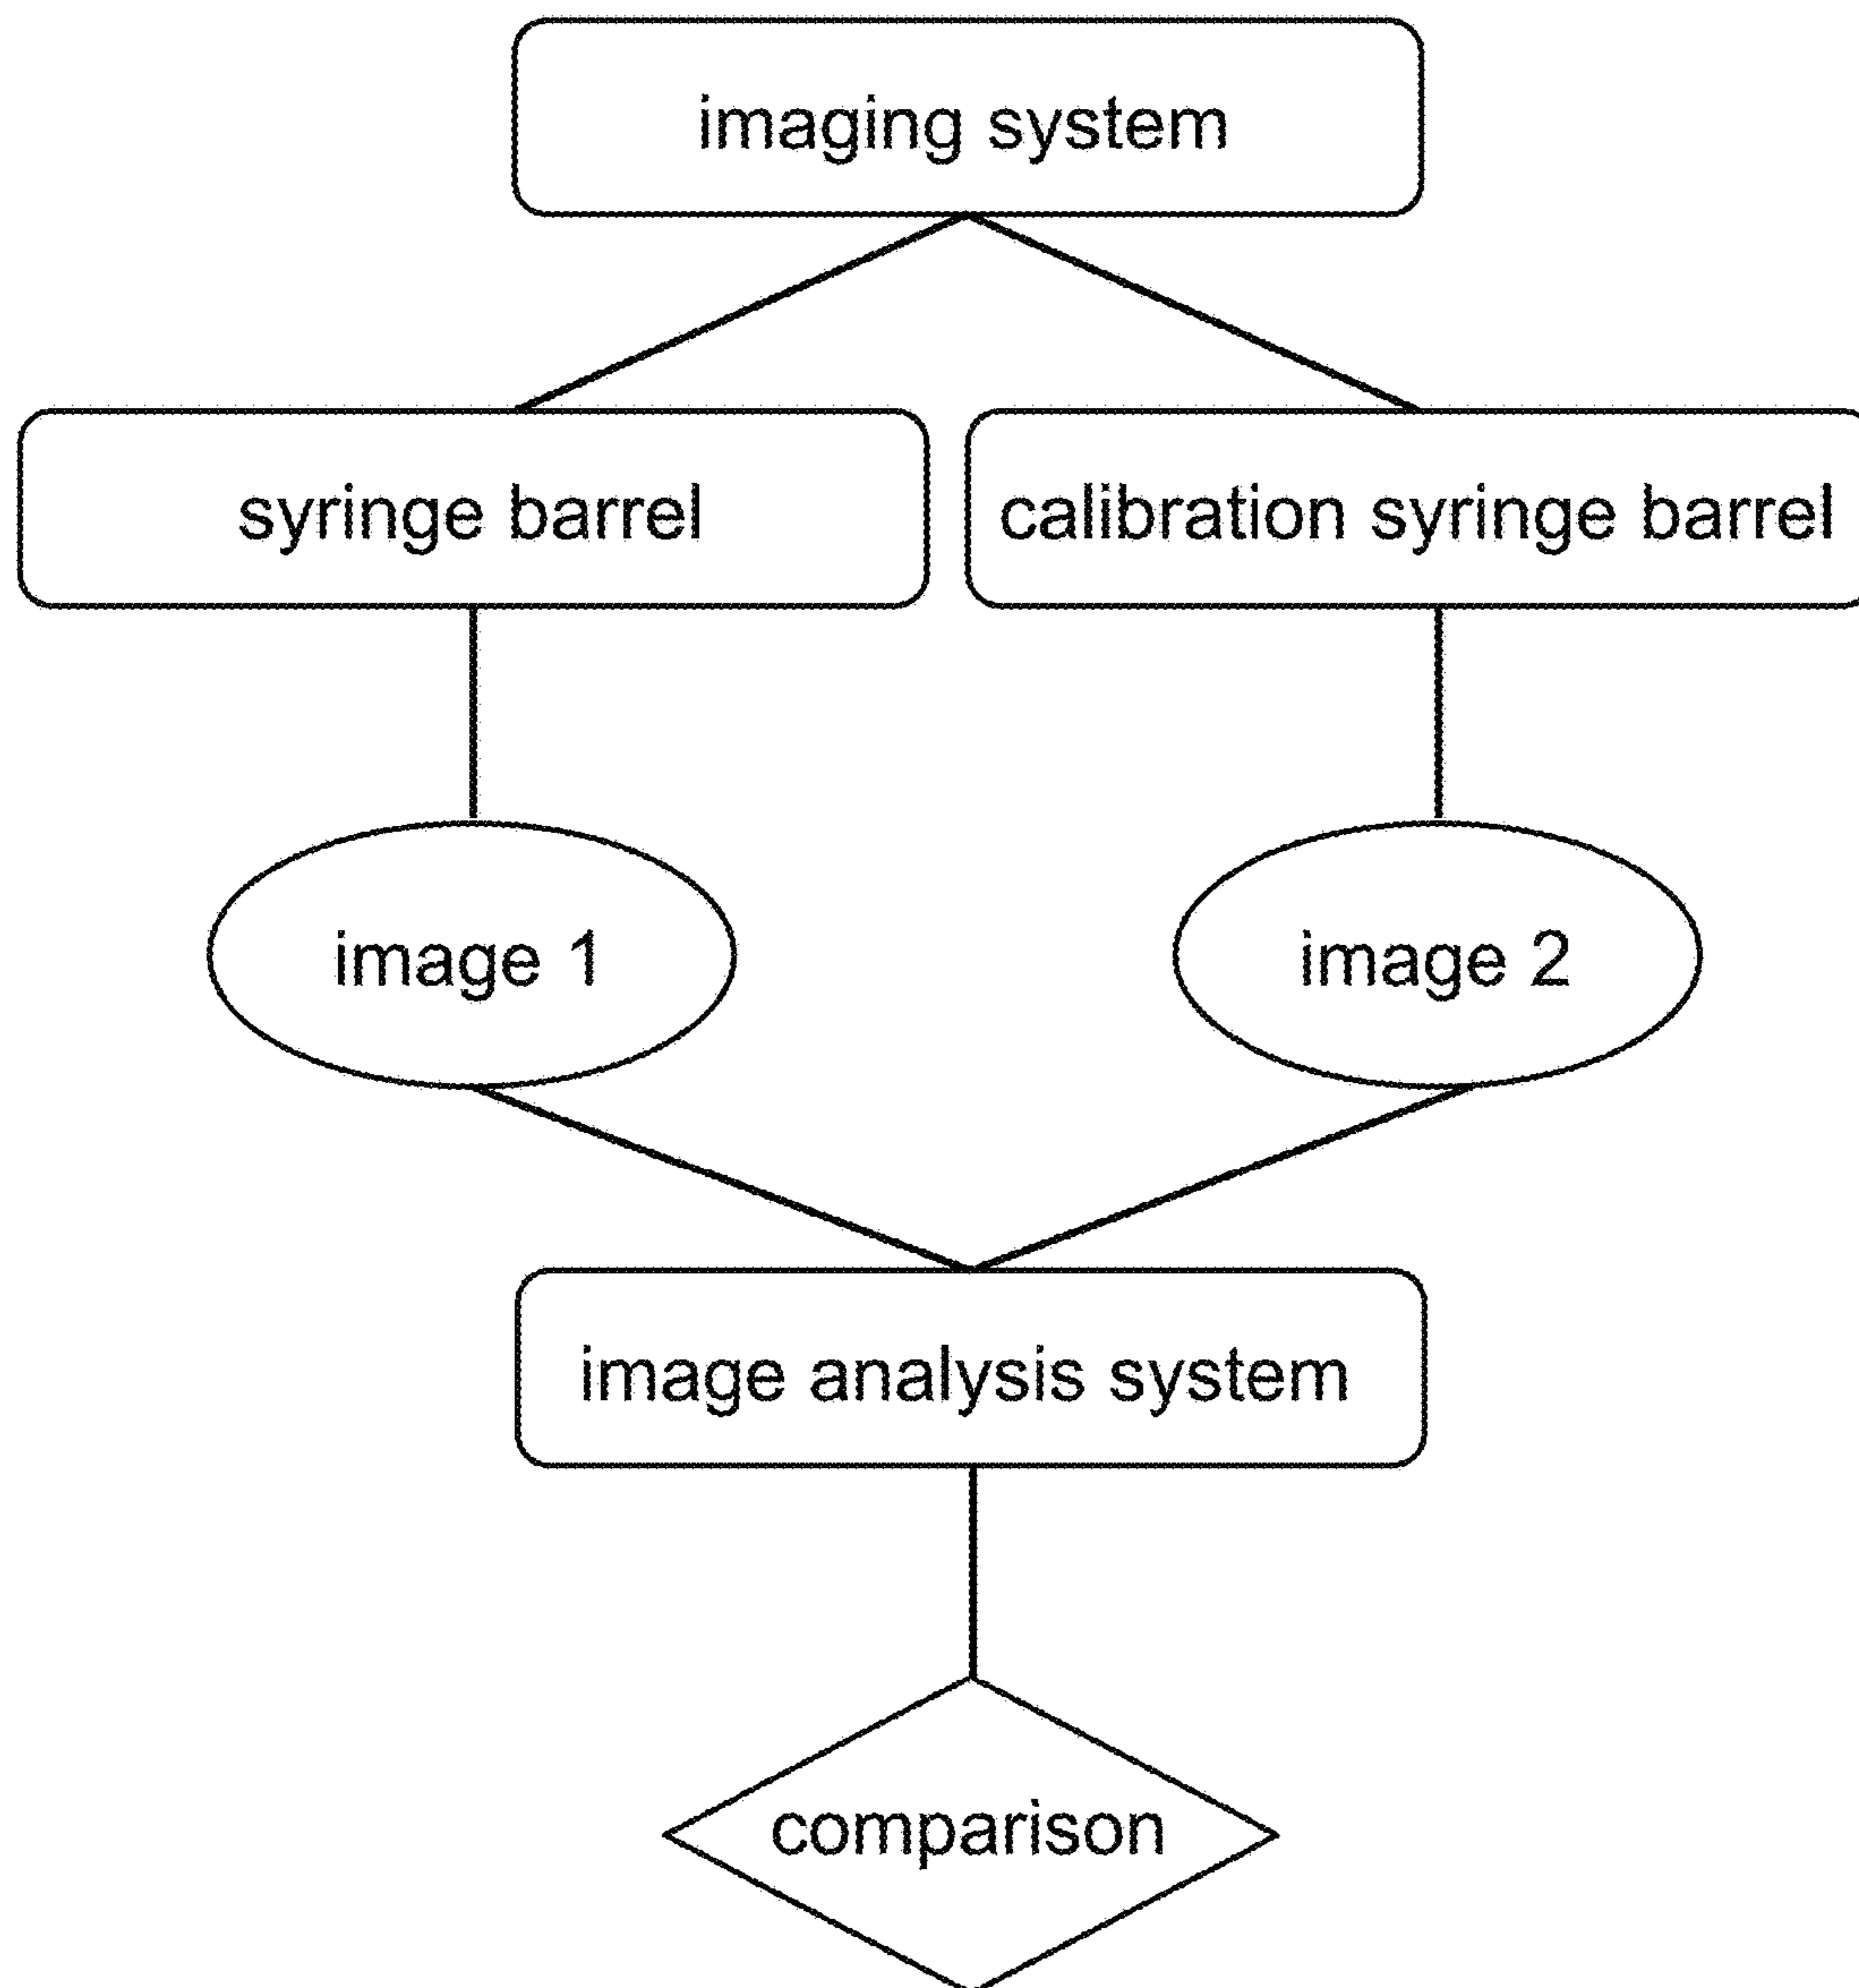 imaging system
syringe barrel
calibration syringe barrel
image 1
image 2
image analysis system
comparison